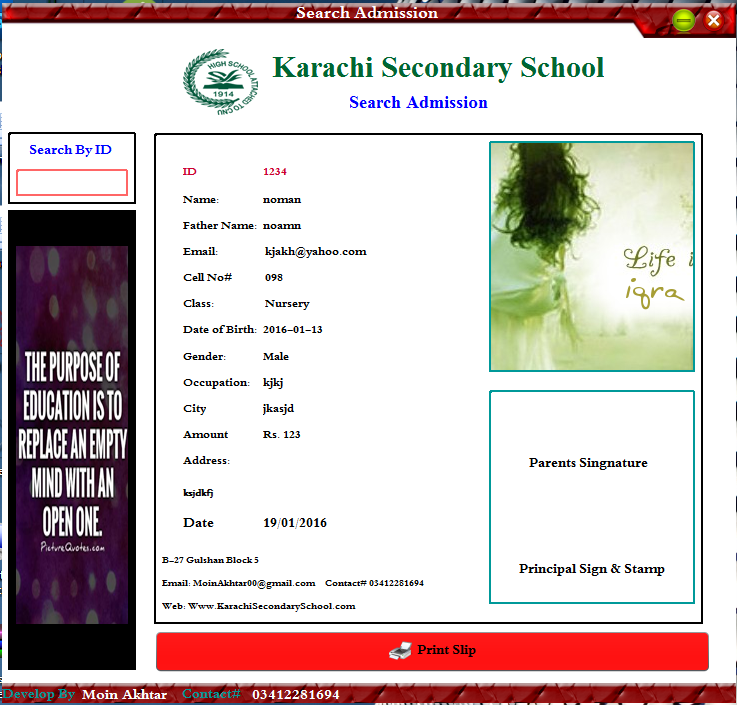 Search Admission
HIGH SCHOOL ATTACHED TO CNU
1914
Karachi Secondary School
Search Admission
Search By ID
THE PURPOSE OF
EDUCATION IS TO
REPLACE AN EMPTY
MIND WITH AN
OPEN ONE.
PictureQuotes.com
ID 1234
Name: noman
Father Name: noamn
Email: kjakh@yahoo.com
Cell No# 098
Class: Nursery
Date of Birth: 2016-01-13
Gender: Male
Occupation: kjkj
City jkasjd
Amount Rs. 123
Address:
ksjdkfj
Date 19/01/2016
B-27 Gulshan Block 5
Email: MoinAkhtar00@gmail.com Contact# 03412281694
Web: Www.KarachiSecondarySchool.com
Life i
iqra
Parents Singnature
Principal Sign & Stamp
Print Slip
Develop By Moin Akhtar Contact# 03412281694